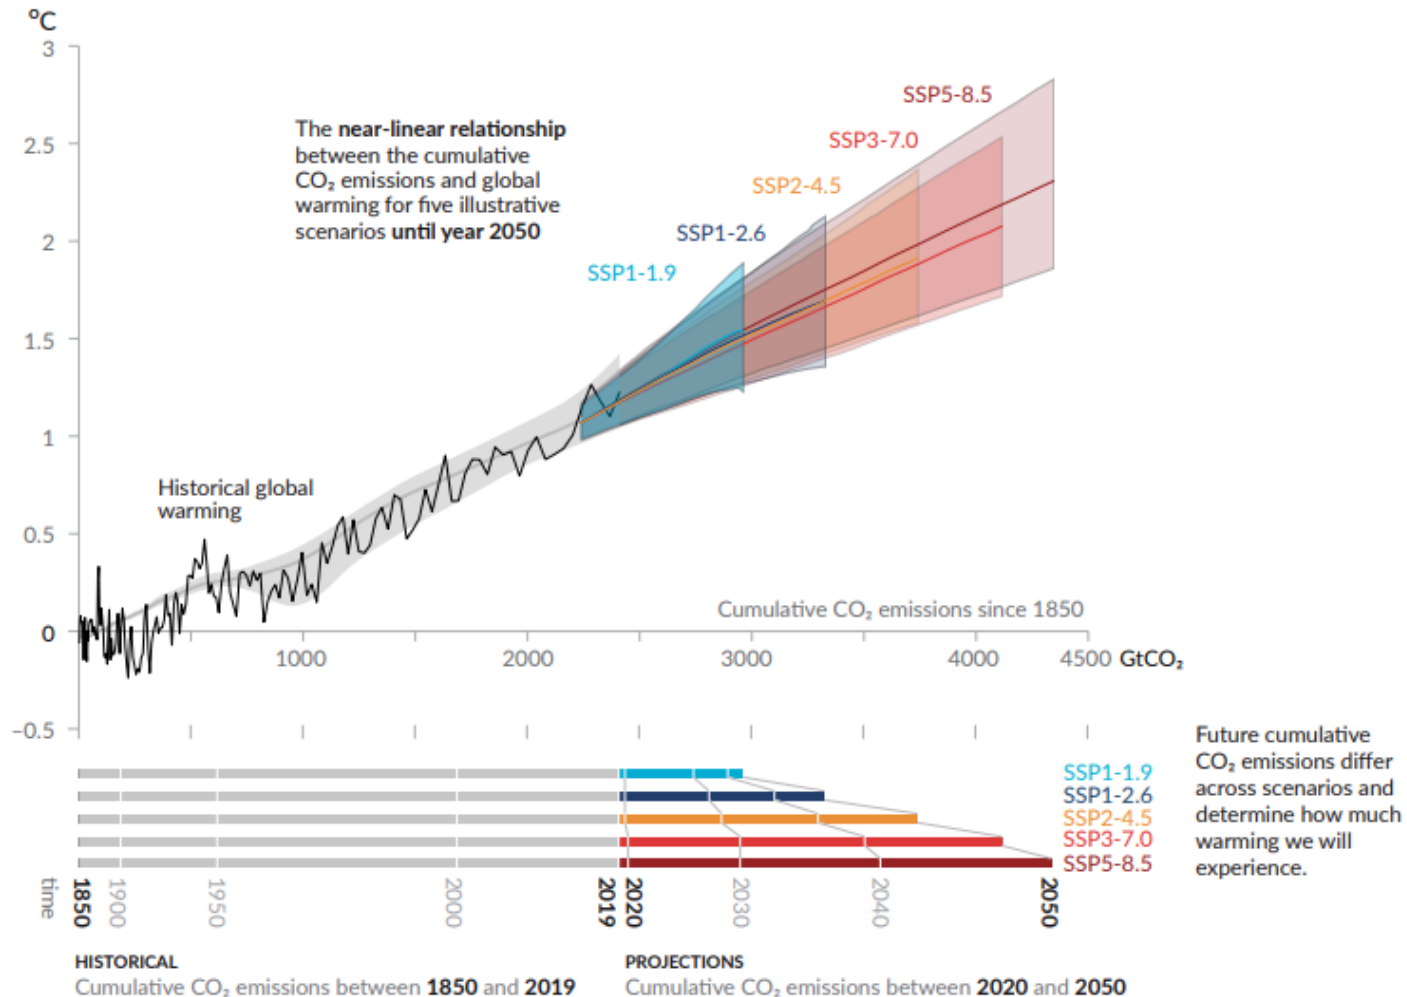 °C
3
SSP5-8.5
The near-linear relationship
between the cumulative
CO₂ emissions and global
warming for five illustrative
scenarios until year 2050
2.5
SSP3-7.0
SSP2-4.5
2
SSP1-2.6
SSP1-1.9
1.5
1
Historical global
warming
0.5
Cumulative CO₂ emissions since 1850
0
1000 2000 3000 4000 4500 GtCO₂
−0.5
Future cumulative
CO₂ emissions differ
across scenarios and
determine how much
warming we will
experience.
SSP1-1.9
SSP1-2.6
SSP2-4.5
SSP3-7.0
SSP5-8.5
time 1850 1900 1950 2000 2019 2020 2030 2040 2050
HISTORICAL
Cumulative CO₂ emissions between 1850 and 2019
PROJECTIONS
Cumulative CO₂ emissions between 2020 and 2050